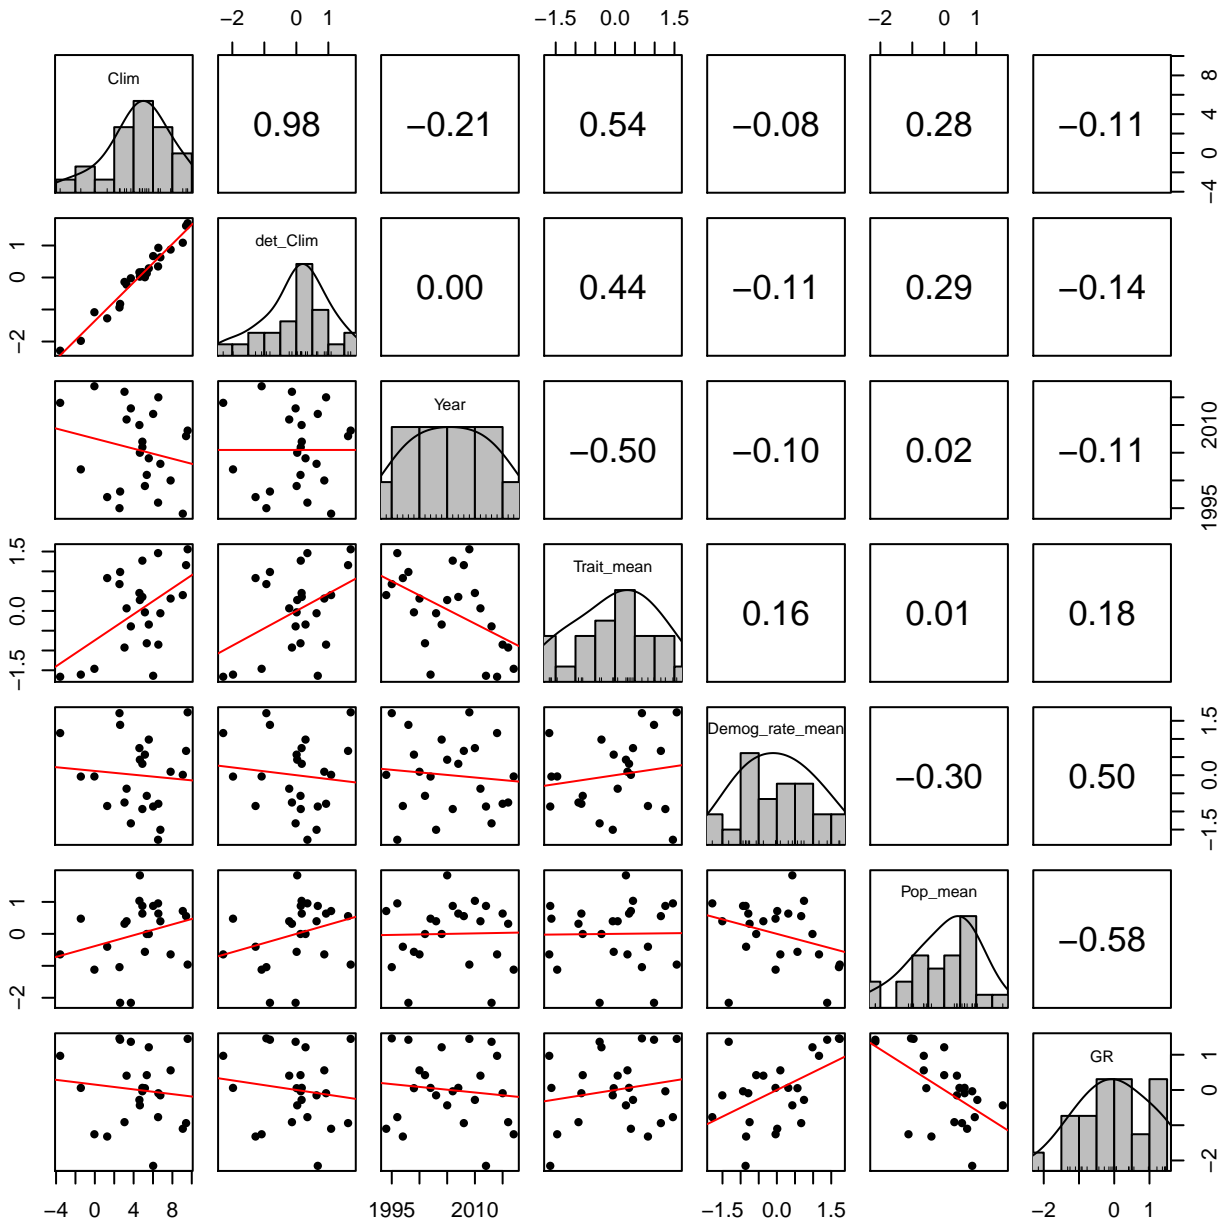 −2 0 1 −1.5 0.0 1.5 −2 0 1
Clim 0.98 −0.21 0.54 −0.08 0.28 −0.11 −4 0 4 8
−2 0 1 det_Clim 0.00 0.44 −0.11 0.29 −0.14
Year −0.50 −0.10 0.02 −0.11 1995 2010
−1.5 0.0 1.5 Trait_mean 0.16 0.01 0.18
Demog_rate_mean −0.30 0.50 −1.5 0.0 1.5
−2 0 1 Pop_mean −0.58
GR −2 0 1
−4 0 4 8 1995 2010 −1.5 0.0 1.5 −2 0 1